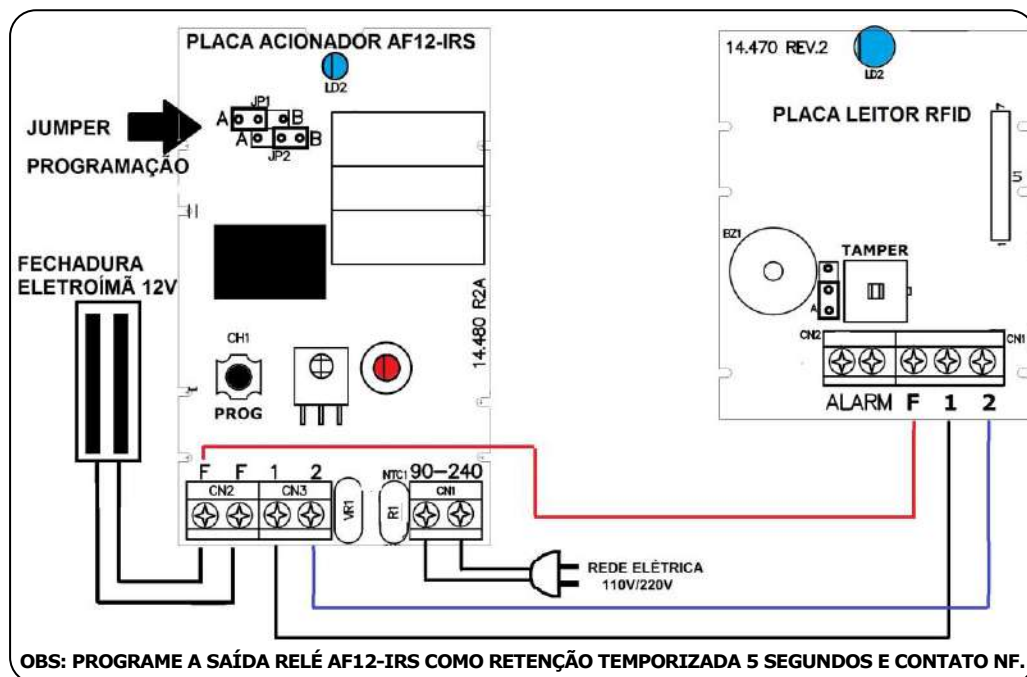 PLACA ACIONADOR AF12-IRS
LD2
JP1
A B
A B
JP2
JUMPER
PROGRAMAÇÃO
FECHADURA
ELETROÍMÃ 12V
CH1
PROG
14.480 R2A
F F 1 2
CN2 CN3
VR1
NTC1
R1
90-240
CN1
REDE ELÉTRICA
110V/220V
14.470 REV.2
LD2
PLACA LEITOR RFID
5
1
BZ1
TAMPER
A
CN2
CN1
ALARM F 1 2
OBS: PROGRAME A SAÍDA RELÉ AF12-IRS COMO RETENÇÃO TEMPORIZADA 5 SEGUNDOS E CONTATO NF.